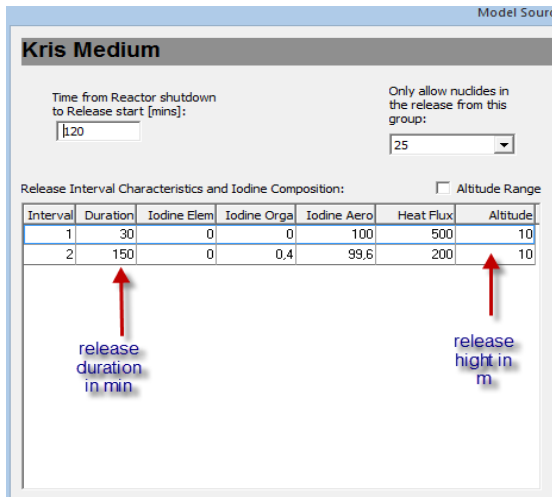 Model Sour
Kris Medium
Time from Reactor shutdown
to Release start [mins]:
120
Only allow nuclides in
the release from this
group:
25
Release Interval Characteristics and Iodine Composition:
Altitude Range
Interval Duration Iodine Elem Iodine Orga Iodine Aero Heat Flux Altitude
1 30 0 0 100 500 10
2 150 0 0,4 99,6 200 10
release
duration
in min
release
hight in
m